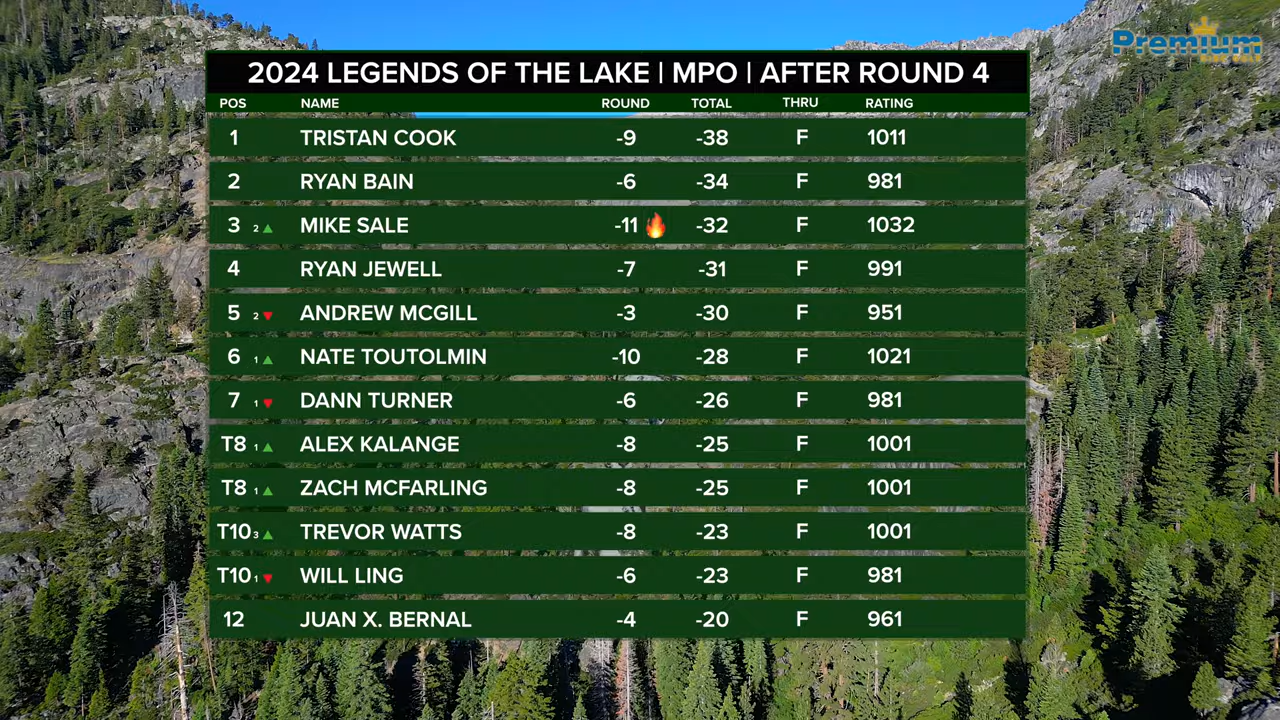 Premium
2024 LEGENDS OF THE LAKE | MPO | AFTER ROUND 4
POS NAME ROUND TOTAL THRU RATING
1 TRISTAN COOK -9 -38 F 1011
2 RYAN BAIN -6 -34 F 981
3 2 ▲ MIKE SALE -11 🔥 -32 F 1032
4 RYAN JEWELL -7 -31 F 991
5 2 ▼ ANDREW MCGILL -3 -30 F 951
6 1 ▲ NATE TOUTOLMIN -10 -28 F 1021
7 1 ▼ DANN TURNER -6 -26 F 981
T8 1 ▲ ALEX KALANGE -8 -25 F 1001
T8 1 ▲ ZACH MCFARLING -8 -25 F 1001
T10 3 ▲ TREVOR WATTS -8 -23 F 1001
T10 1 ▼ WILL LING -6 -23 F 981
12 JUAN X. BERNAL -4 -20 F 961